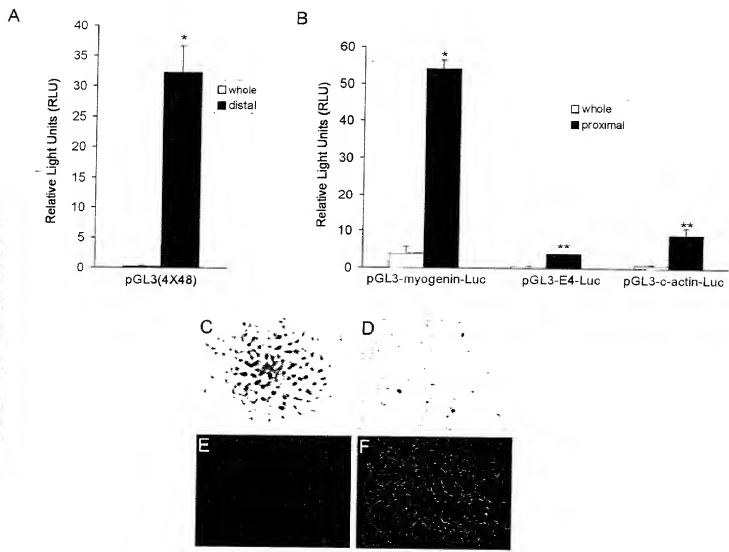 A
40
35
30
25
20
15
10
5
0
Relative Light Units (RLU)
*
whole
distal
pGL3(4X48)
B
60
50
40
30
20
10
0
Relative Light Units (RLU)
*
**
**
whole
proximal
pGL3-myogenin-Luc
pGL3-E4-Luc
pGL3-c-actin-Luc
C
D
E
F